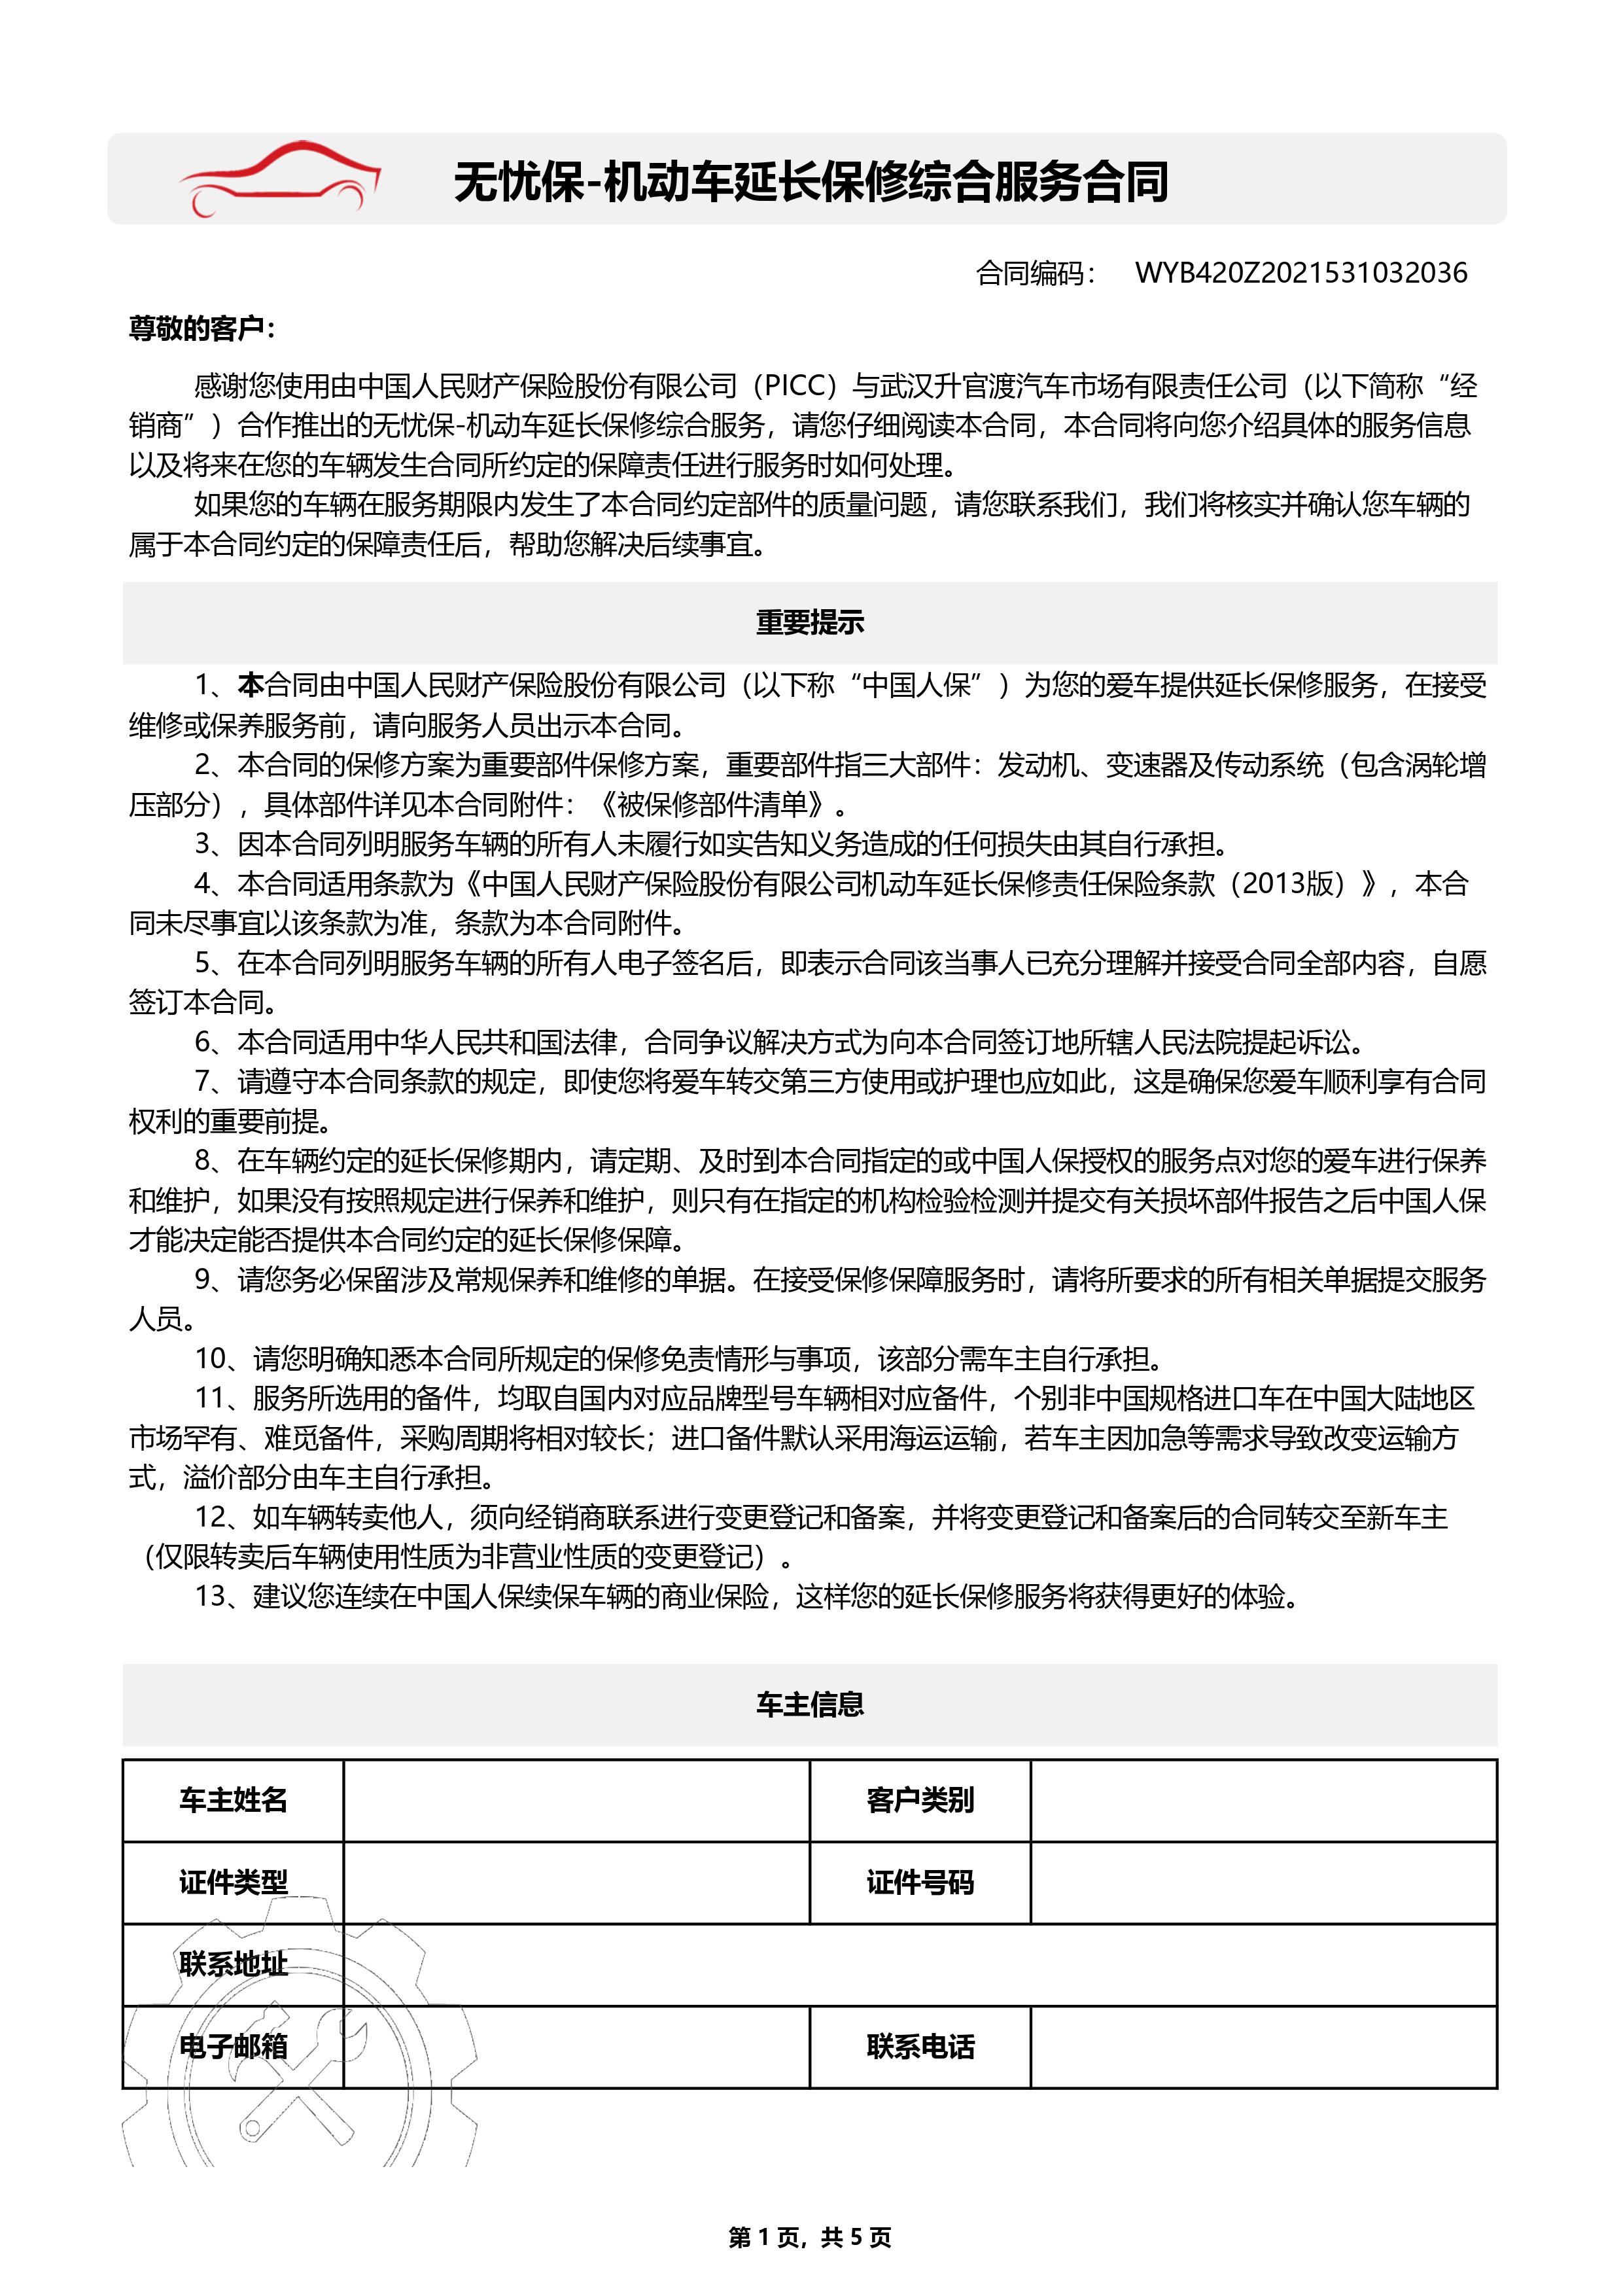 无忧保-机动车延长保修综合服务合同
合同编码： WYB420Z2021531032036
尊敬的客户：
感谢您使用由中国人民财产保险股份有限公司（PICC）与武汉升官渡汽车市场有限责任公司（以下简称“经
销商”）合作推出的无忧保-机动车延长保修综合服务，请您仔细阅读本合同，本合同将向您介绍具体的服务信息
以及将来在您的车辆发生合同所约定的保障责任进行服务时如何处理。
如果您的车辆在服务期限内发生了本合同约定部件的质量问题，请您联系我们，我们将核实并确认您车辆的
属于本合同约定的保障责任后，帮助您解决后续事宜。
重要提示
1、本合同由中国人民财产保险股份有限公司（以下称“中国人保”）为您的爱车提供延长保修服务，在接受
维修或保养服务前，请向服务人员出示本合同。
2、本合同的保修方案为重要部件保修方案，重要部件指三大部件：发动机、变速器及传动系统（包含涡轮增
压部分），具体部件详见本合同附件：《被保修部件清单》。
3、因本合同列明服务车辆的所有人未履行如实告知义务造成的任何损失由其自行承担。
4、本合同适用条款为《中国人民财产保险股份有限公司机动车延长保修责任保险条款（2013版）》，本合
同未尽事宜以该条款为准，条款为本合同附件。
5、在本合同列明服务车辆的所有人电子签名后，即表示合同该当事人已充分理解并接受合同全部内容，自愿
签订本合同。
6、本合同适用中华人民共和国法律，合同争议解决方式为向本合同签订地所辖人民法院提起诉讼。
7、请遵守本合同条款的规定，即使您将爱车转交第三方使用或护理也应如此，这是确保您爱车顺利享有合同
权利的重要前提。
8、在车辆约定的延长保修期内，请定期、及时到本合同指定的或中国人保授权的服务点对您的爱车进行保养
和维护，如果没有按照规定进行保养和维护，则只有在指定的机构检验检测并提交有关损坏部件报告之后中国人保
才能决定能否提供本合同约定的延长保修保障。
9、请您务必保留涉及常规保养和维修的单据。在接受保修保障服务时，请将所要求的所有相关单据提交服务
人员。
10、请您明确知悉本合同所规定的保修免责情形与事项，该部分需车主自行承担。
11、服务所选用的备件，均取自国内对应品牌型号车辆相对应备件，个别非中国规格进口车在中国大陆地区
市场罕有、难觅备件，采购周期将相对较长；进口备件默认采用海运运输，若车主因加急等需求导致改变运输方
式，溢价部分由车主自行承担。
12、如车辆转卖他人，须向经销商联系进行变更登记和备案，并将变更登记和备案后的合同转交至新车主
（仅限转卖后车辆使用性质为非营业性质的变更登记）。
13、建议您连续在中国人保续保车辆的商业保险，这样您的延长保修服务将获得更好的体验。
车主信息
车主姓名 客户类别
证件类型 证件号码
联系地址
电子邮箱 联系电话
第 1 页, 共 5 页